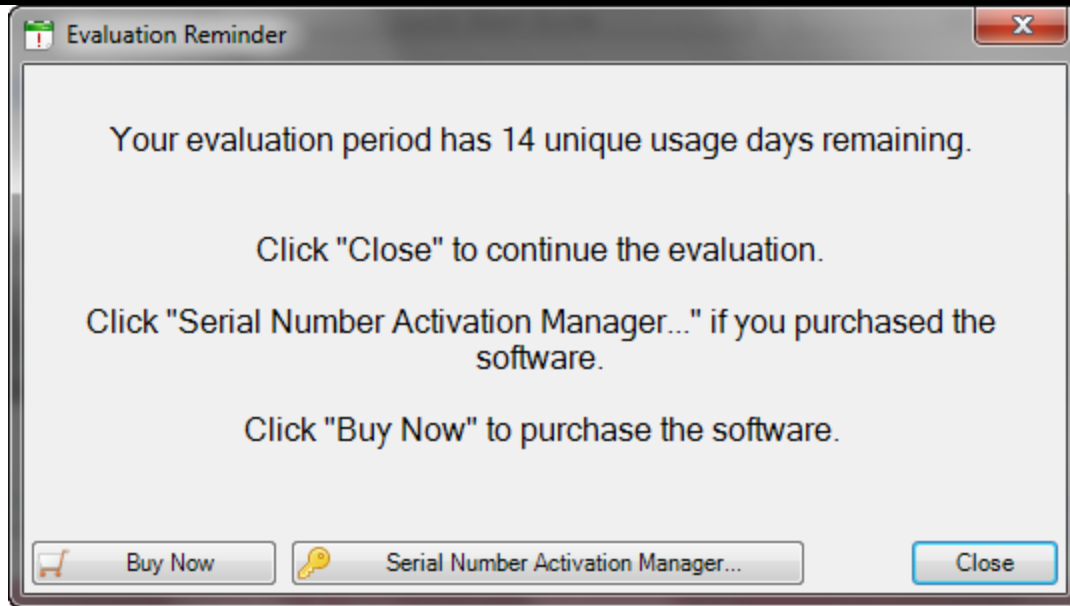 Evaluation Reminder
Your evaluation period has 14 unique usage days remaining.
Click "Close" to continue the evaluation.
Click "Serial Number Activation Manager..." if you purchased the
software.
Click "Buy Now" to purchase the software.
Buy Now
Serial Number Activation Manager...
Close